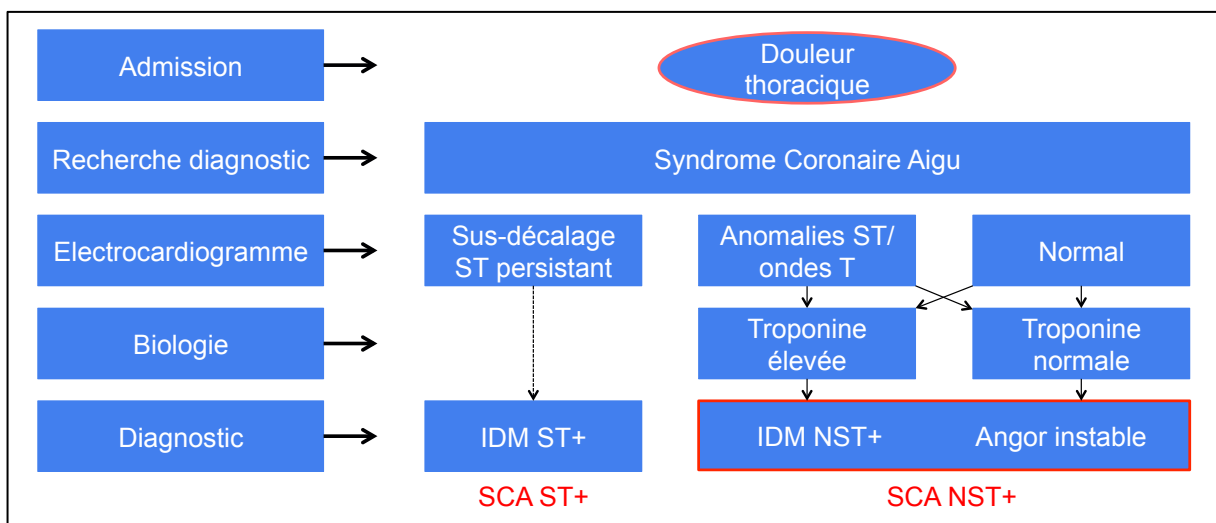 Admission
Douleur
thoracique
Recherche diagnostic
Syndrome Coronaire Aigu
Electrocardiogramme
Sus-décalage
ST persistant
Anomalies ST/
ondes T
Normal
Biologie
Troponine
élevée
Troponine
normale
Diagnostic
IDM ST+
IDM NST+
Angor instable
SCA ST+
SCA NST+